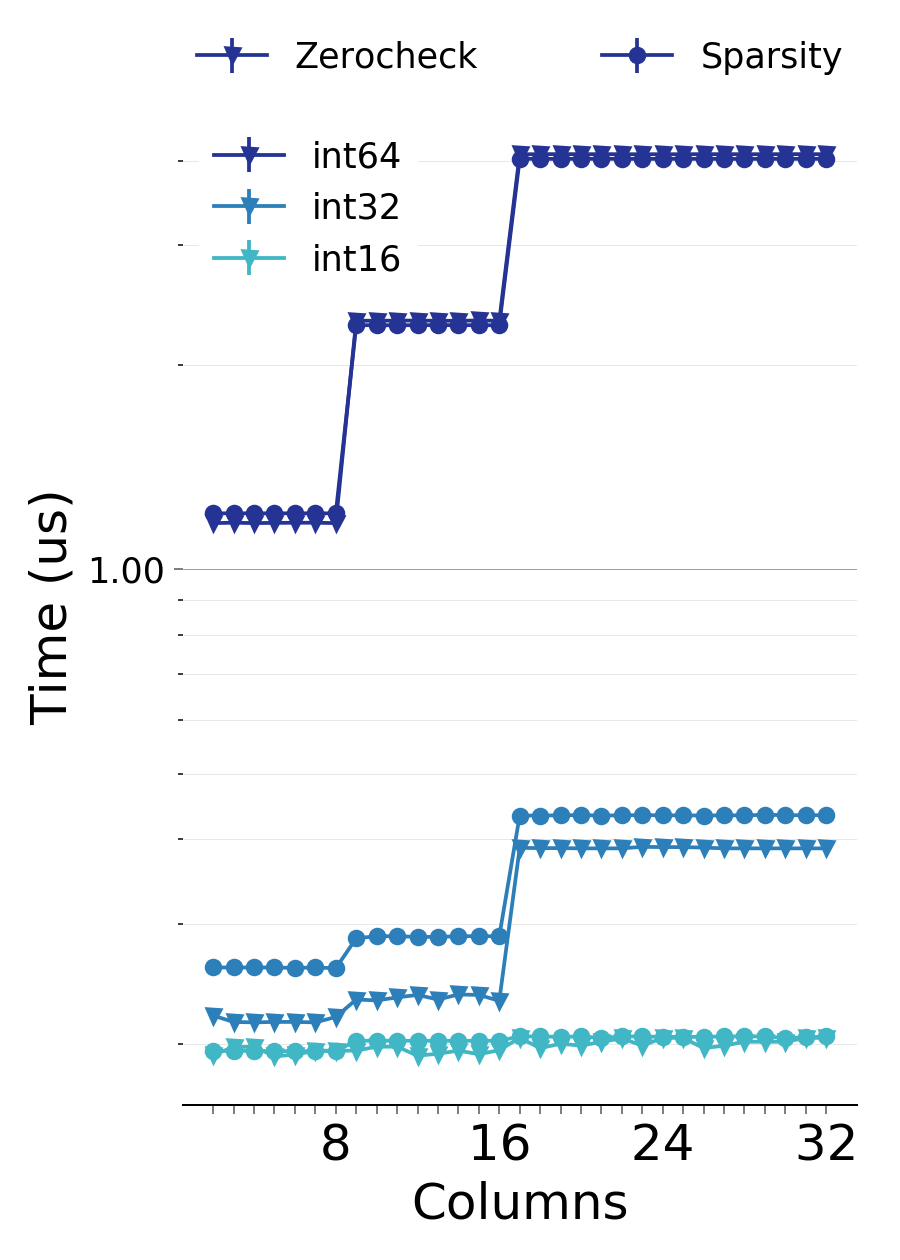 Zerocheck Sparsity
int64
int32
int16
Time (us)
1.00
8 16 24 32
Columns